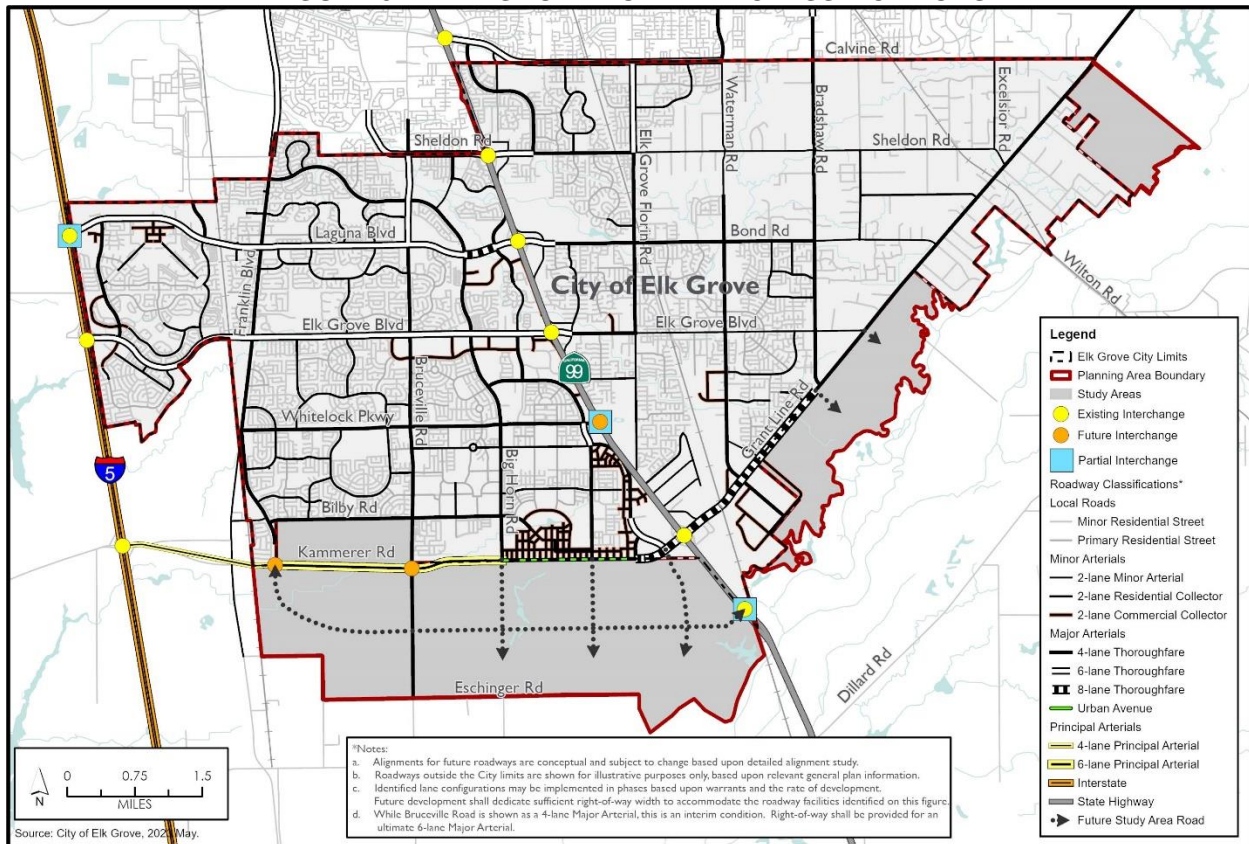 Calvine Rd
Excelsior Rd
Waterman Rd
Bradshaw Rd
Sheldon Rd
Sheldon Rd
Elk Grove Florin Rd
Laguna Blvd
Bond Rd
Franklin Blvd
City of Elk Grove
Wilton Rd
Elk Grove Blvd
Elk Grove Blvd
CALIFORNIA
99
Bruceville Rd
Grant Line Rd
Whitelock Pkwy
5
Big Horn Rd
Bilby Rd
Kammerer Rd
Eschinger Rd
Dillard Rd
Legend
Elk Grove City Limits
Planning Area Boundary
Study Areas
Existing Interchange
Future Interchange
Partial Interchange
Roadway Classifications*
Local Roads
Minor Residential Street
Primary Residential Street
Minor Arterials
2-lane Minor Arterial
2-lane Residential Collector
2-lane Commercial Collector
Major Arterials
4-lane Thoroughfare
6-lane Thoroughfare
8-lane Thoroughfare
Urban Avenue
Principal Arterials
4-lane Principal Arterial
6-lane Principal Arterial
Interstate
State Highway
Future Study Area Road
N
0 0.75 1.5
MILES
Source: City of Elk Grove, May.
*Notes:
a. Alignments for future roadways are conceptual and subject to change based upon detailed alignment study.
b. Roadways outside the City limits are shown for illustrative purposes only, based upon relevant general plan information.
c. Identified lane configurations may be implemented in phases based upon warrants and the rate of development.
Future development shall dedicate sufficient right-of-way width to accommodate the roadway facilities identified on this figure.
d. While Bruceville Road is shown as a 4-lane Major Arterial, this is an interim condition. Right-of-way shall be provided for an
ultimate 6-lane Major Arterial.